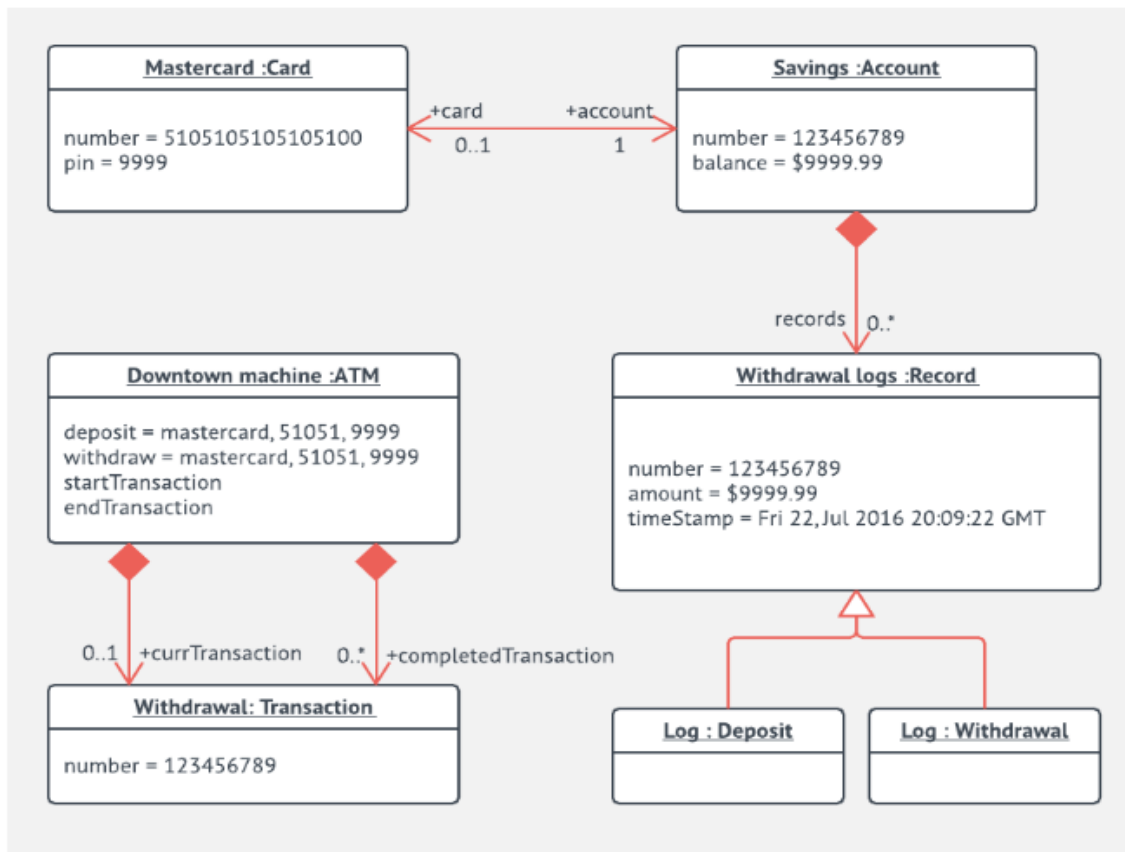 Mastercard :Card
number = 5105105105105100
pin = 9999
+card
0..1
+account
1
Savings :Account
number = 123456789
balance = $9999.99
records
0..*
Downtown machine :ATM
deposit = mastercard, 51051, 9999
withdraw = mastercard, 51051, 9999
startTransaction
endTransaction
Withdrawal logs :Record
number = 123456789
amount = $9999.99
timeStamp = Fri 22, Jul 2016 20:09:22 GMT
0..1
+currTransaction
0..*
+completedTransaction
Withdrawal: Transaction
number = 123456789
Log : Deposit
Log : Withdrawal